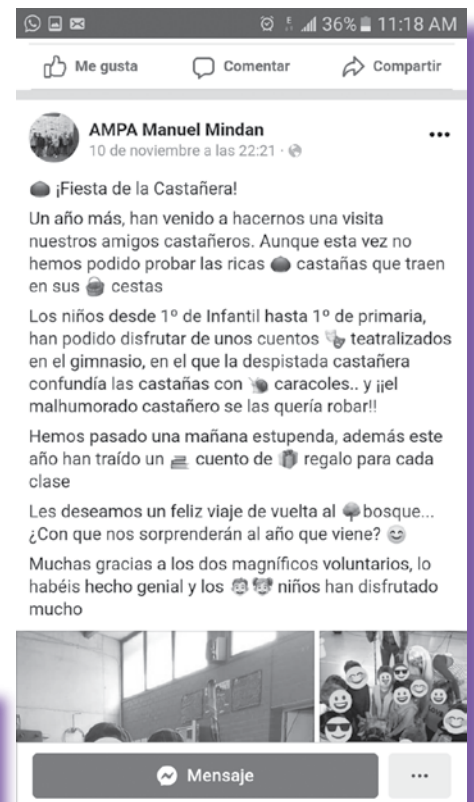 36% 11:18 AM
Me gusta Comentar Compartir
AMPA Manuel Mindan
10 de noviembre a las 22:21 ·
¡Fiesta de la Castañera!
Un año más, han venido a hacernos una visita
nuestros amigos castañeros. Aunque esta vez no
hemos podido probar las ricas castañas que traen
en sus cestas
Los niños desde 1º de Infantil hasta 1º de primaria,
han podido disfrutar de unos cuentos teatralizados
en el gimnasio, en el que la despistada castañera
confundía las castañas con caracoles.. y ¡¡el
malhumorado castañero se las quería robar!!
Hemos pasado una mañana estupenda, además este
año han traído un cuento de regalo para cada
clase
Les deseamos un feliz viaje de vuelta al bosque...
¿Con que nos sorprenderán al año que viene?
Muchas gracias a los dos magníficos voluntarios, lo
habéis hecho genial y los niños han disfrutado
mucho
Mensaje